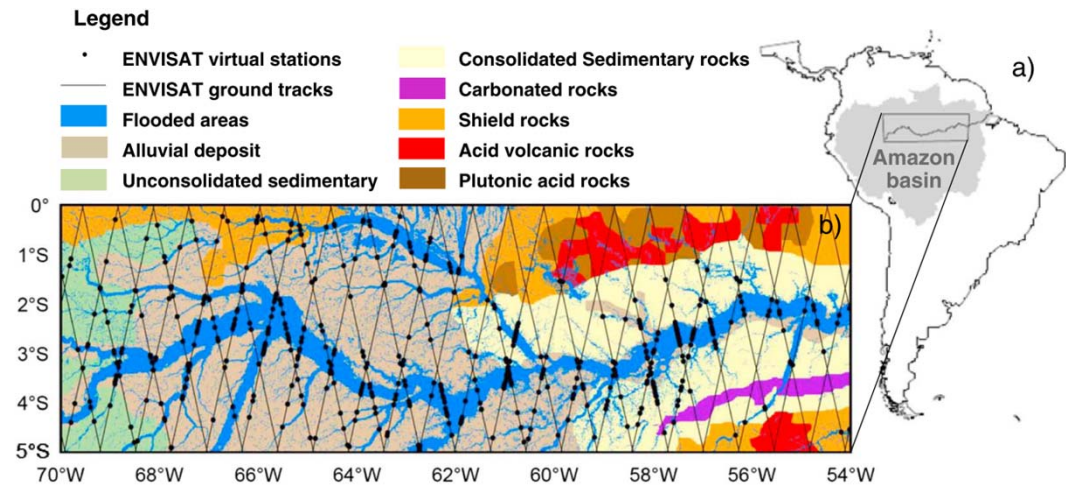 Legend
ENVISAT virtual stations
ENVISAT ground tracks
Flooded areas
Alluvial deposit
Unconsolidated sedimentary
Consolidated Sedimentary rocks
Carbonated rocks
Shield rocks
Acid volcanic rocks
Plutonic acid rocks
a)
Amazon
basin
b)
0°
1°S
2°S
3°S
4°S
5°S
70°W 68°W 66°W 64°W 62°W 60°W 58°W 56°W 54°W